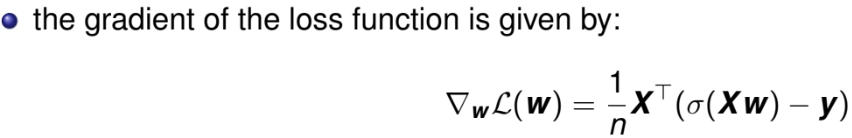 • the gradient of the loss function is given by:
∇_w ℒ(w) = 1/n X^⊤(σ(Xw) − y)